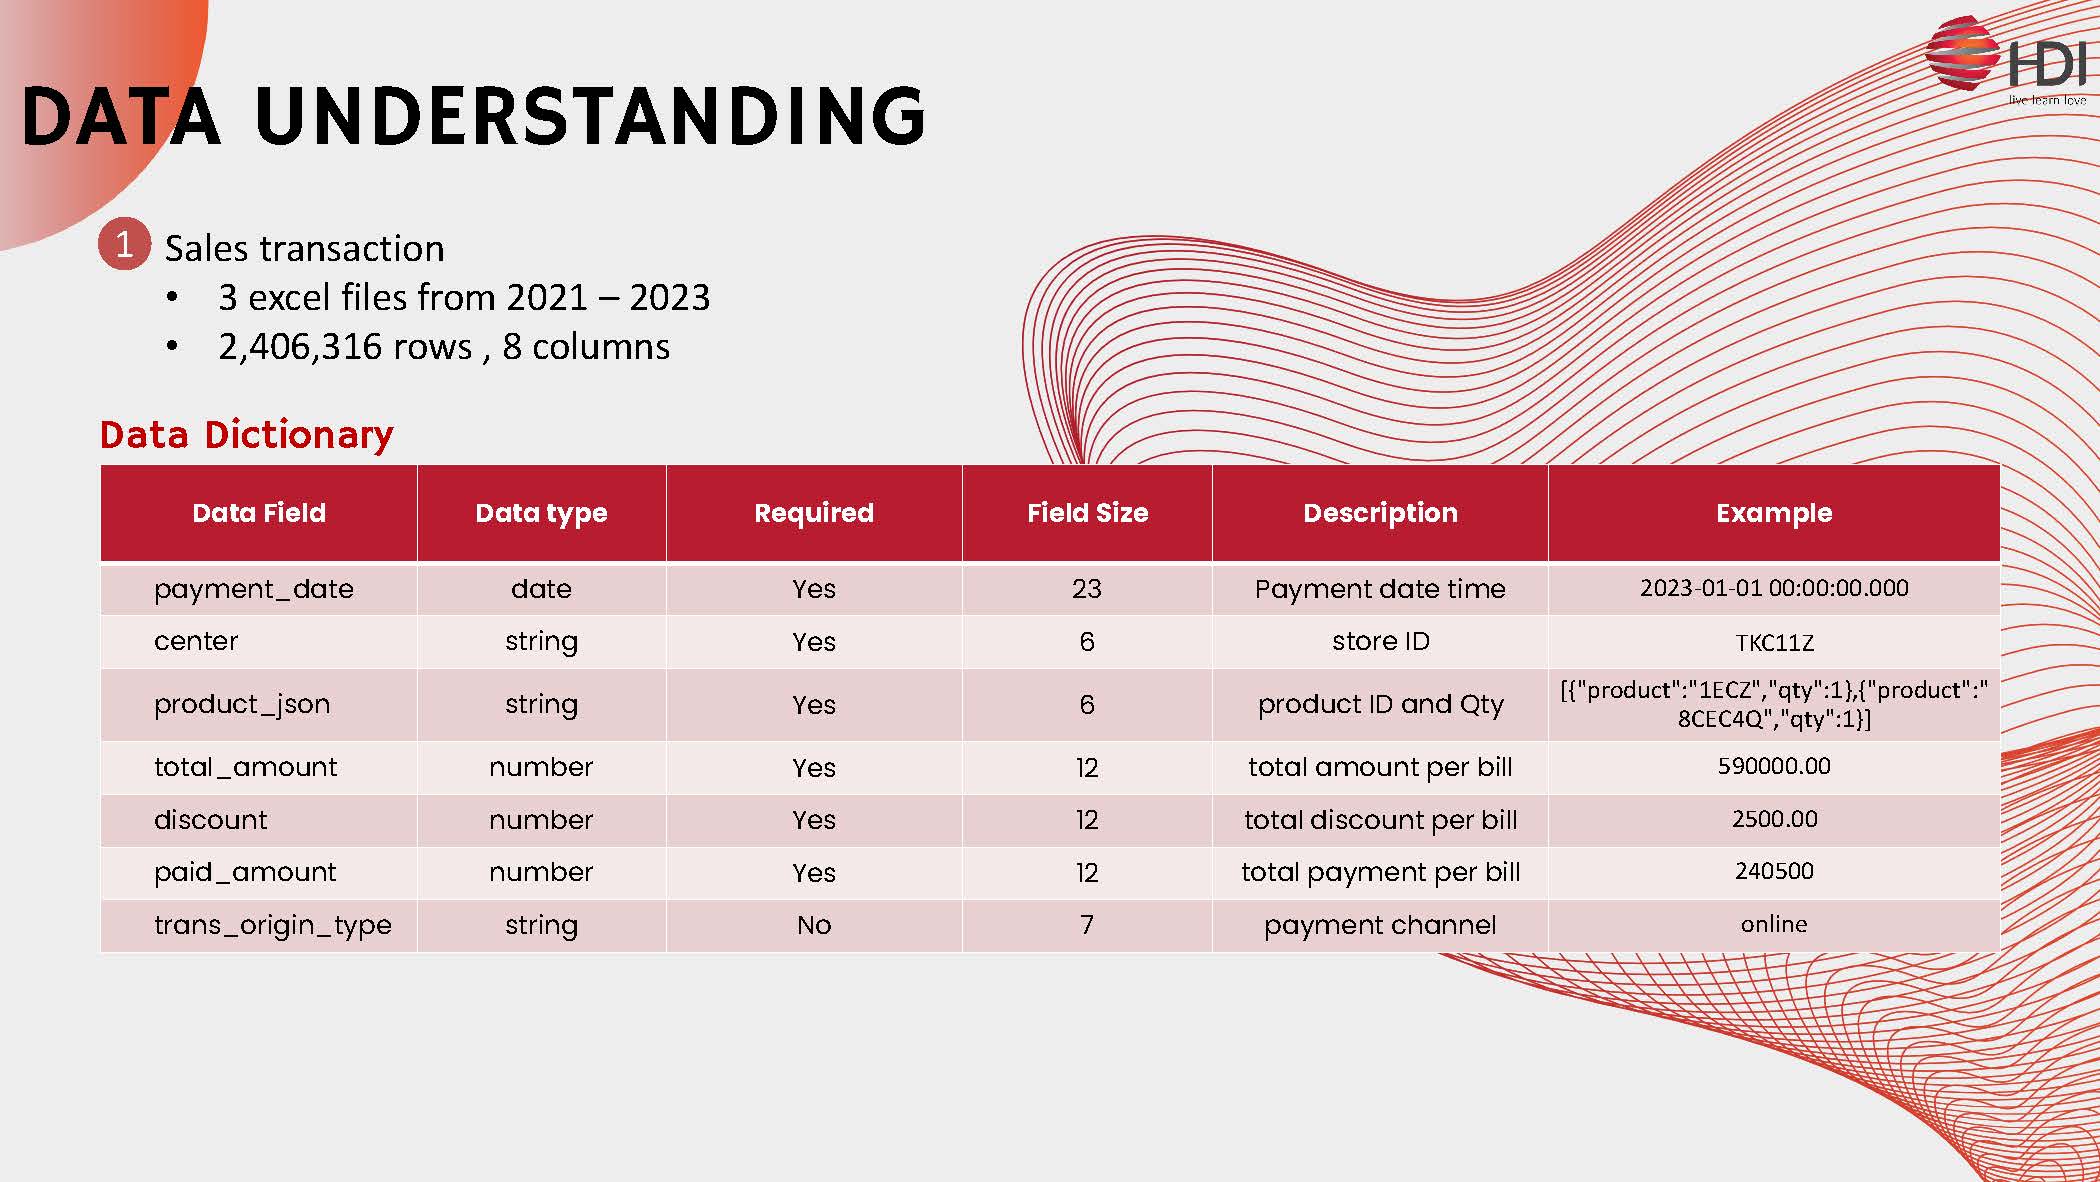 HDI
live learn love
DATA UNDERSTANDING
1 Sales transaction
• 3 excel files from 2021 – 2023
• 2,406,316 rows , 8 columns
Data Dictionary
Data Field Data type Required Field Size Description Example
payment_date date Yes 23 Payment date time 2023-01-01 00:00:00.000
center string Yes 6 store ID TKC11Z
product_json string Yes 6 product ID and Qty [{"product":"1ECZ","qty":1},{"product":"
8CEC4Q","qty":1}]
total_amount number Yes 12 total amount per bill 590000.00
discount number Yes 12 total discount per bill 2500.00
paid_amount number Yes 12 total payment per bill 240500
trans_origin_type string No 7 payment channel online